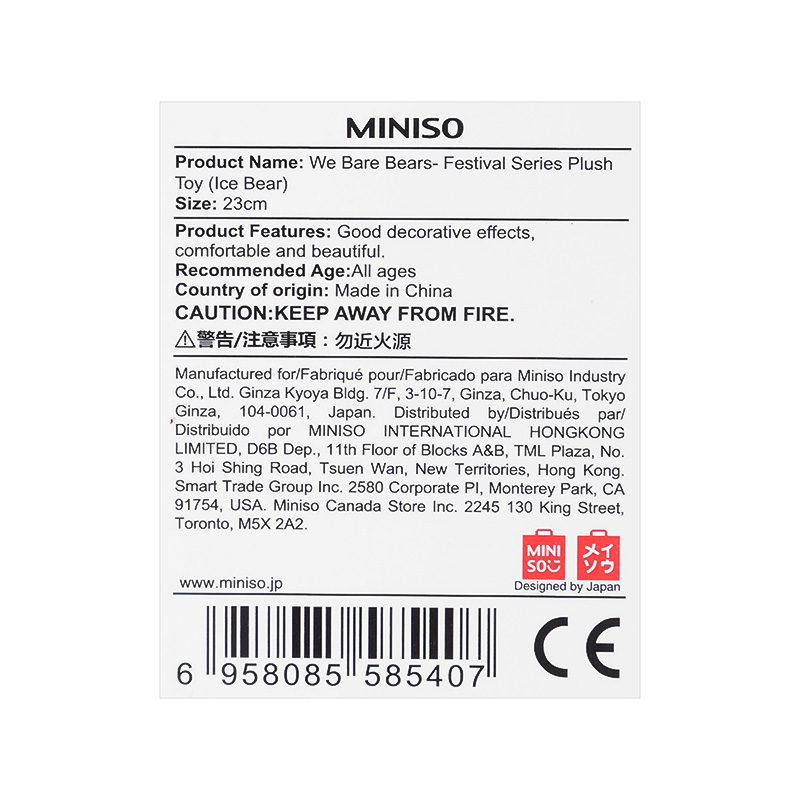 MINISO
Product Name: We Bare Bears- Festival Series Plush
Toy (Ice Bear)
Size: 23cm
Product Features: Good decorative effects,
comfortable and beautiful.
Recommended Age:All ages
Country of origin: Made in China
CAUTION:KEEP AWAY FROM FIRE.
⚠警告/注意事項：勿近火源
Manufactured for/Fabriqué pour/Fabricado para Miniso Industry
Co., Ltd. Ginza Kyoya Bldg. 7/F, 3-10-7, Ginza, Chuo-Ku, Tokyo
Ginza, 104-0061, Japan. Distributed by/Distribués par/
Distribuido por MINISO INTERNATIONAL HONGKONG
LIMITED, D6B Dep., 11th Floor of Blocks A&B, TML Plaza, No.
3 Hoi Shing Road, Tsuen Wan, New Territories, Hong Kong.
Smart Trade Group Inc. 2580 Corporate Pl, Monterey Park, CA
91754, USA. Miniso Canada Store Inc. 2245 130 King Street,
Toronto, M5X 2A2.
MINI
SO
メイ
ソウ
www.miniso.jp
Designed by Japan
6 958085 585407
CE